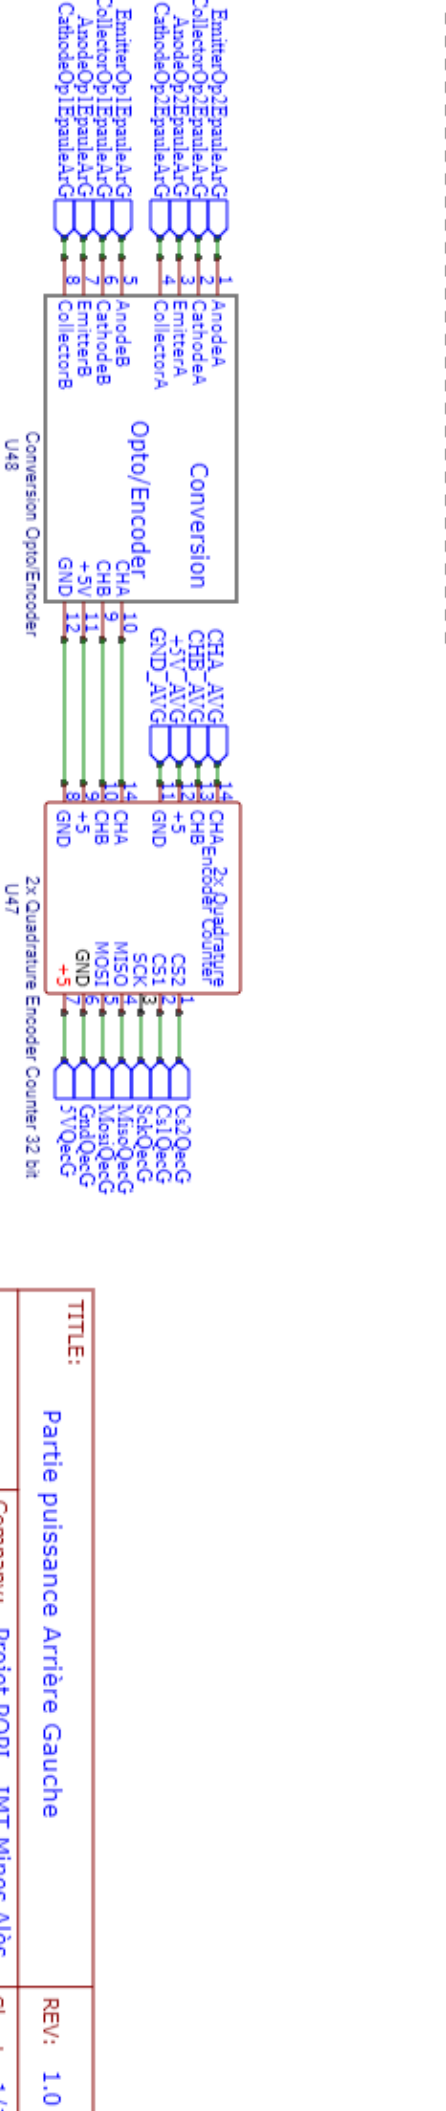 EmitterOp2EpauleArG
CollectorOp2EpauleArG
AnodeOp2EpauleArG
CathodeOp2EpauleArG
EmitterOp1EpauleArG
CollectorOp1EpauleArG
AnodeOp1EpauleArG
CathodeOp1EpauleArG
1 AnodeA
2 CathodeA
3 EmitterA
4 CollectorA
5 AnodeB
6 CathodeB
7 EmitterB
8 CollectorB
Conversion
Opto/Encoder
CHA 10
CHB 9
+5V 11
GND 12
Conversion Opto/Encoder
U48
CHA_AVG
CHB_AVG
+5V_AVG
GND_AVG
14 CHA
13 CHB
12 +5
11 GND
14 CHA
10 CHB
9 +5
8 GND
2x Quadrature
Encoder Counter
CS2 1
CS1 2
SCK 3
MISO 4
MOSI 5
GND 6
+5 7
2x Quadrature Encoder Counter 32 bit
U47
Cs2QecG
Cs1QecG
SckQecG
MisoQecG
MosiQecG
GndQecG
5VQecG
TITLE:
Partie puissance Arrière Gauche
REV: 1.0